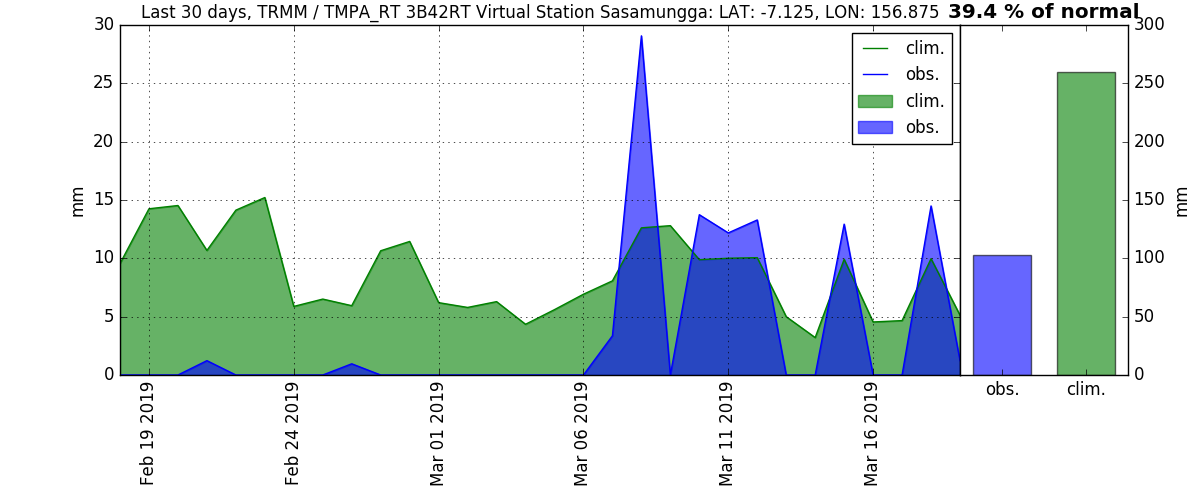 Last 30 days, TRMM / TMPA_RT 3B42RT Virtual Station Sasamungga: LAT: -7.125, LON: 156.875
39.4 % of normal
30
25
20
15
10
5
0
mm
clim.
obs.
clim.
obs.
Feb 19 2019
Feb 24 2019
Mar 01 2019
Mar 06 2019
Mar 11 2019
Mar 16 2019
300
250
200
150
100
50
0
mm
obs.
clim.